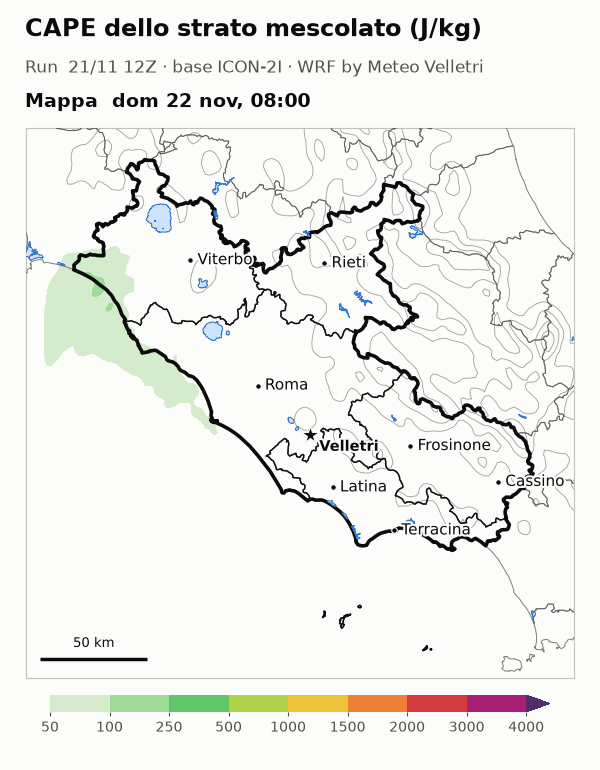 CAPE dello strato mescolato (J/kg)
Run  21/11 12Z · base ICON-2I · WRF by Meteo Velletri
Mappa  dom 22 nov, 08:00
Viterbo
Rieti
Roma
Velletri
Frosinone
Latina
Cassino
Terracina
50 km
50 100 250 500 1000 1500 2000 3000 4000